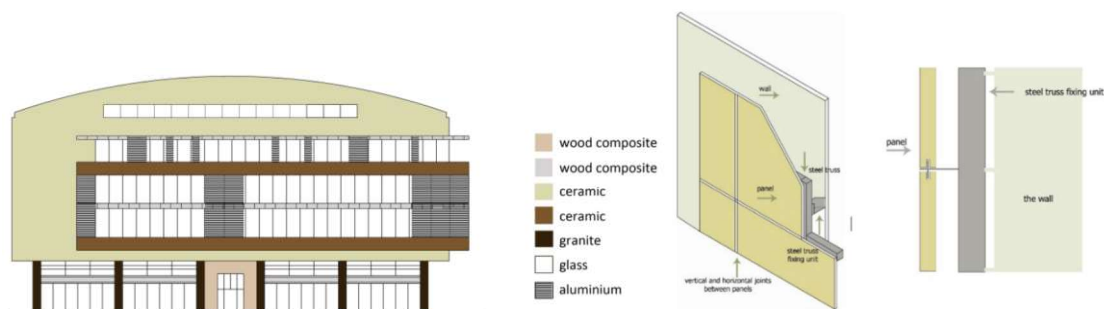 wood composite
wood composite
ceramic
ceramic
granite
glass
aluminium
wall
steel truss
panel
steel truss
fixing unit
vertical and horizontal joints
between panels
steel truss fixing unit
panel
the wall